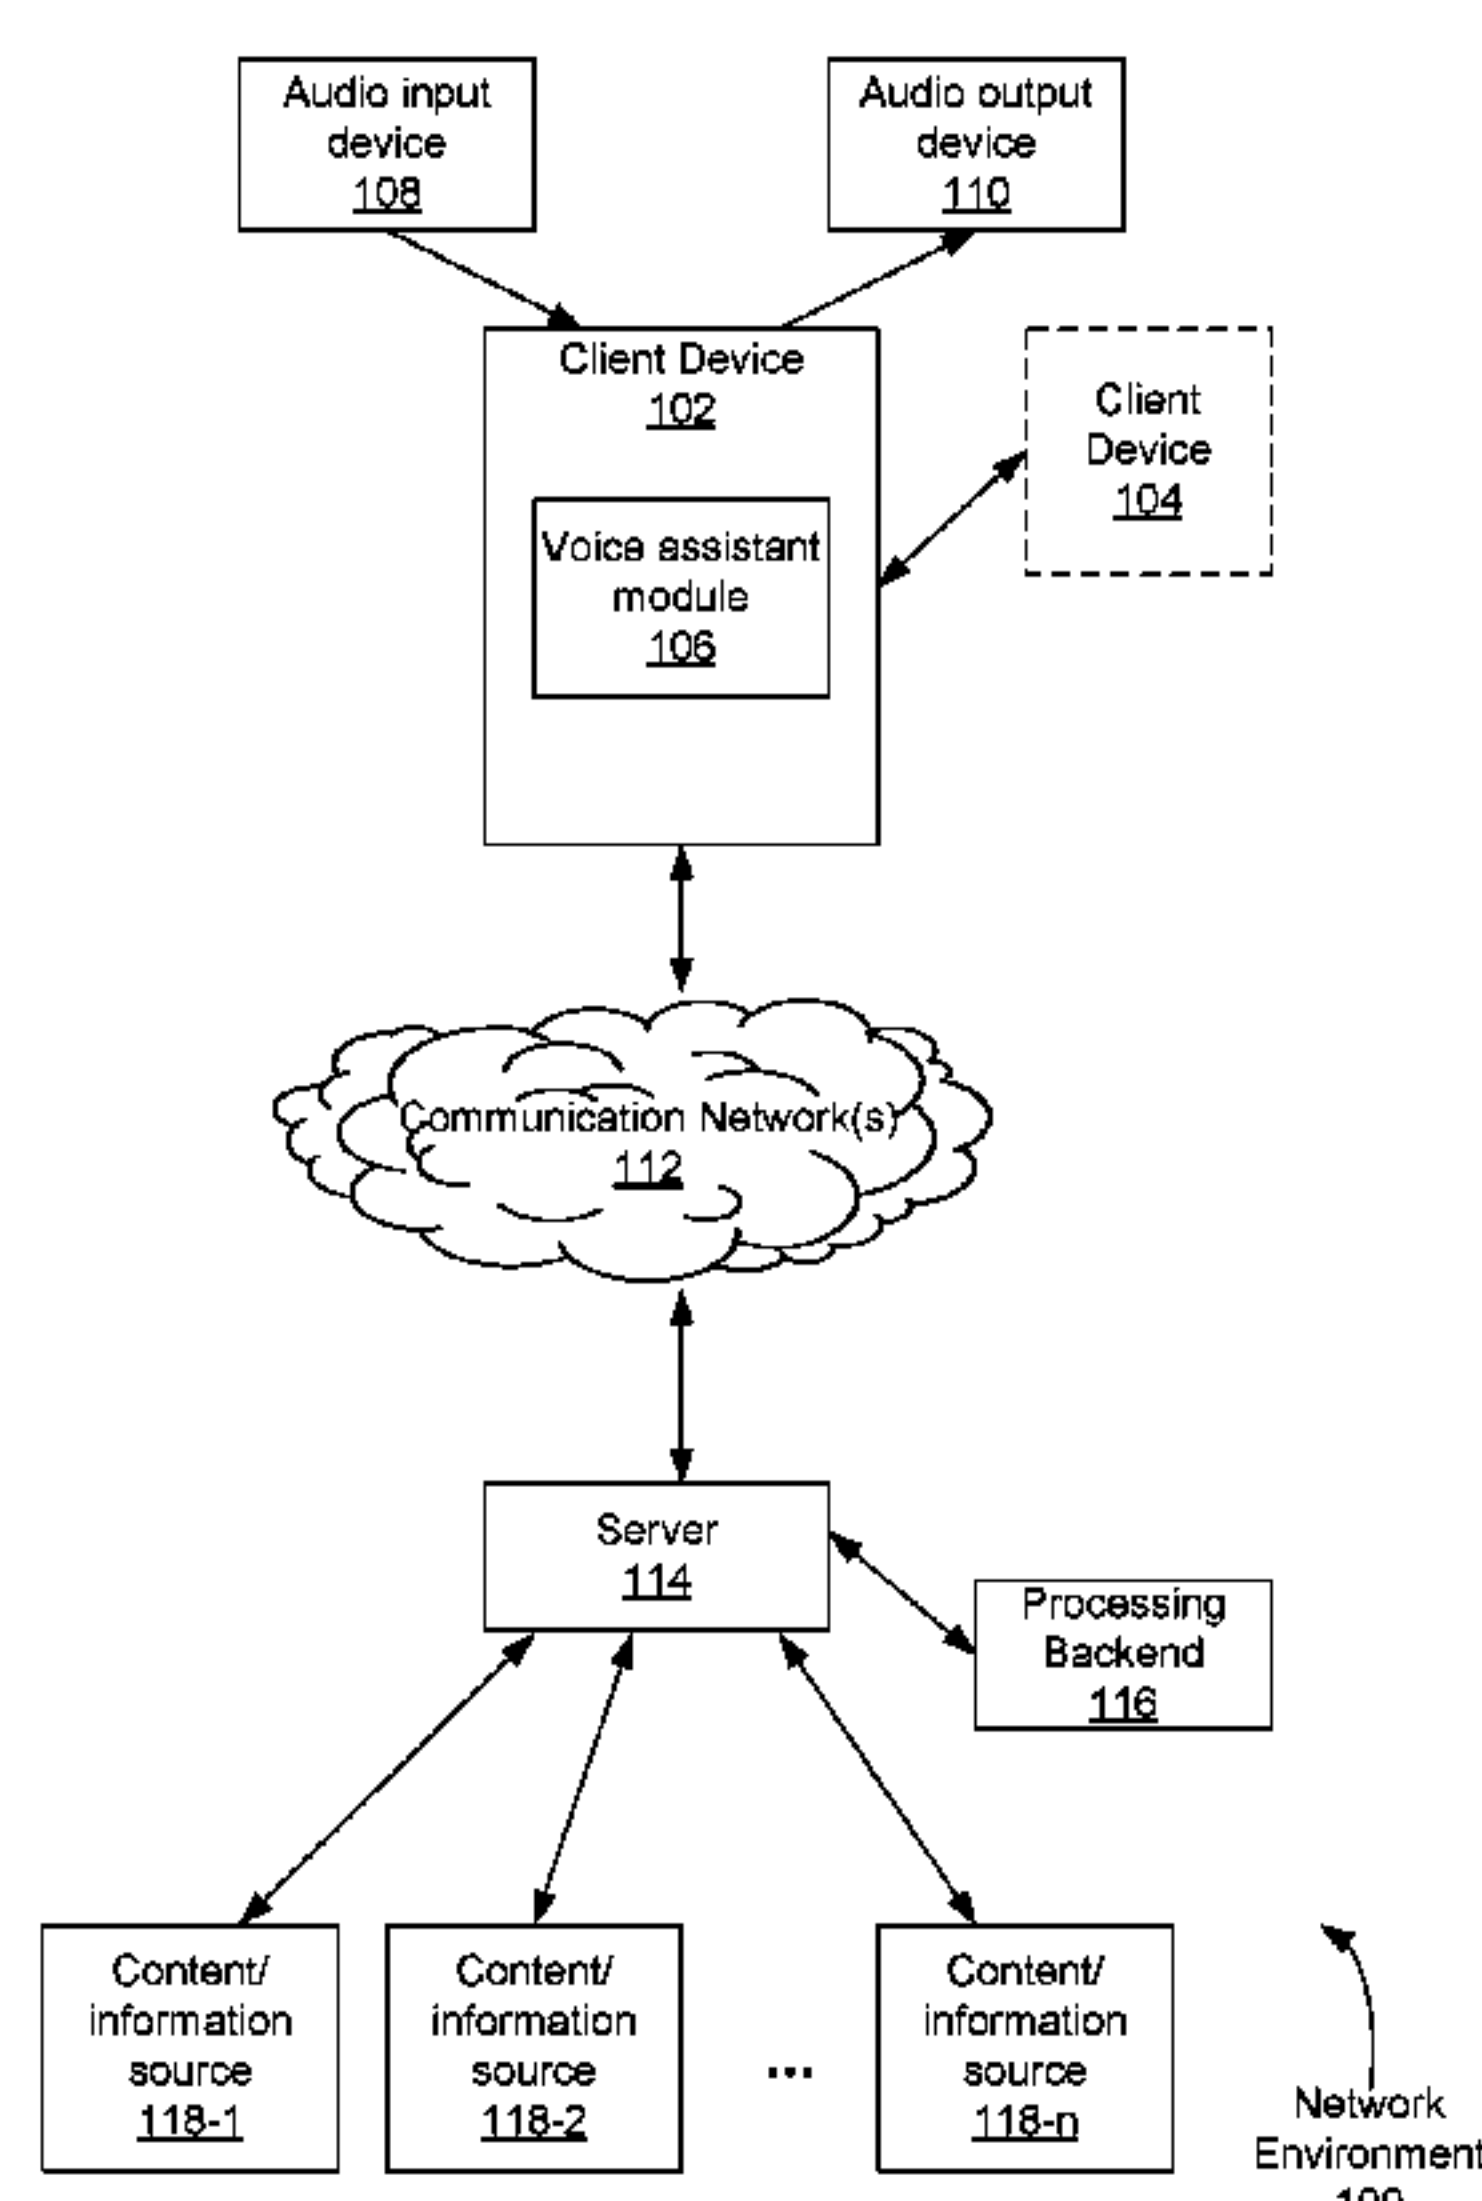 Audio input
device
108
Audio output
device
110
Client Device
102
Client
Device
104
Voice assistant
module
106
Communication Network(s)
112
Server
114
Processing
Backend
116
Content/
information
source
118-1
Content/
information
source
118-2
...
Content/
information
source
118-n
Network
Environment